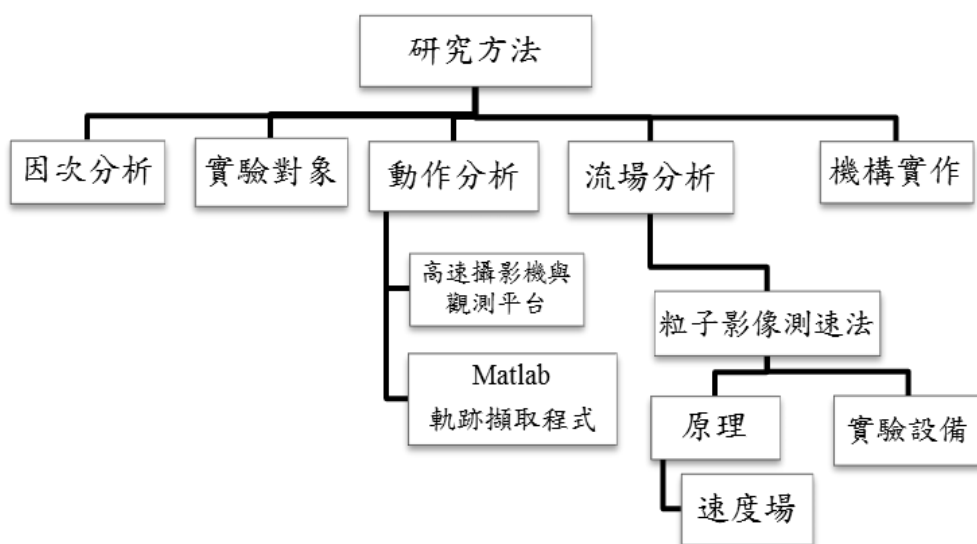 研究方法
因次分析
實驗對象
動作分析
流場分析
機構實作
高速攝影機與
觀測平台
粒子影像測速法
Matlab
軌跡擷取程式
原理
實驗設備
速度場